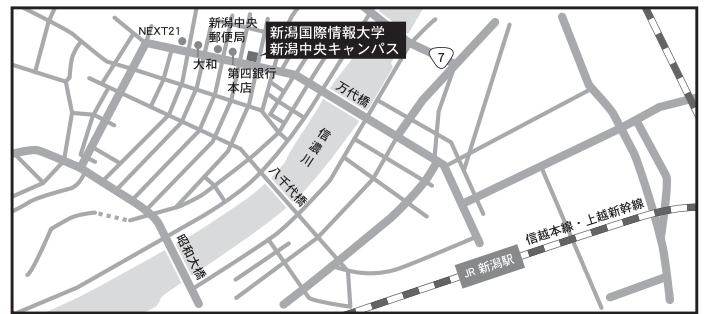 NEXT21
新潟中央
郵便局
新潟国際情報大学
新潟中央キャンパス
大和
第四銀行
本店
7
万代橋
信濃川
八千代橋
昭和大橋
信越本線・上越新幹線
JR 新潟駅